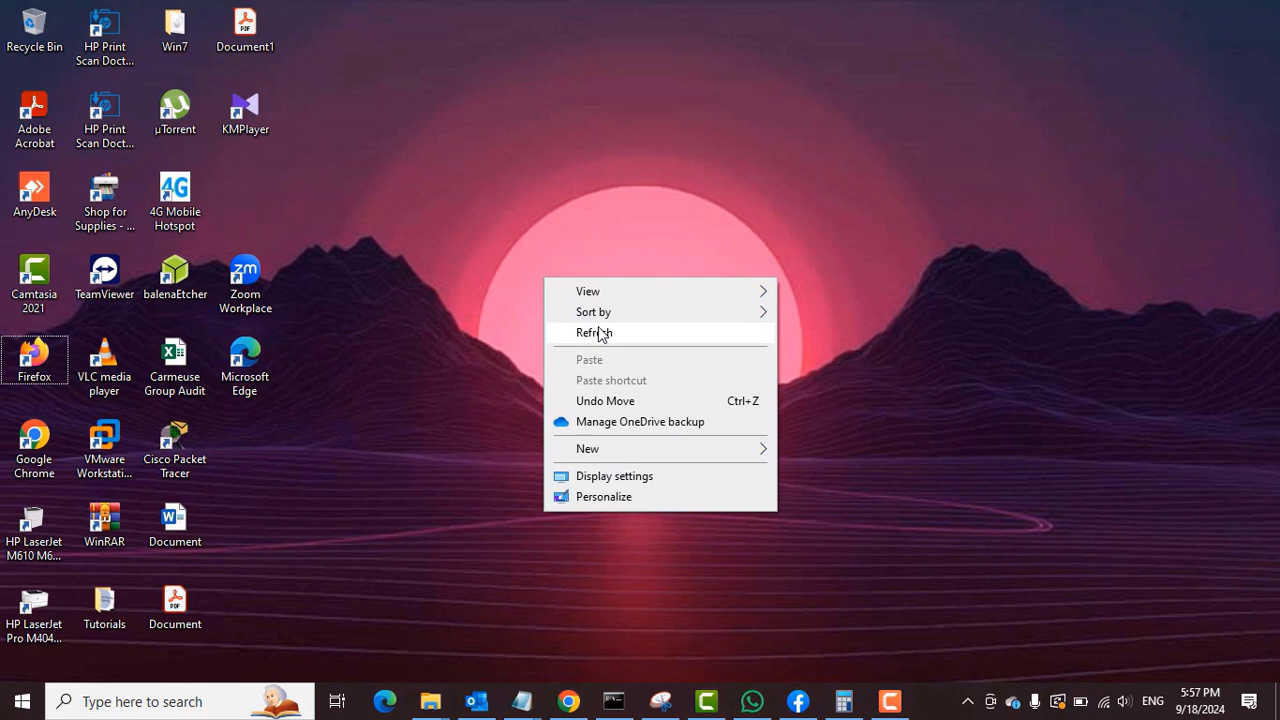 Recycle Bin
HP Print
Scan Doct...
Win7
Document1
Adobe
Acrobat
HP Print
Scan Doct...
µTorrent
KMPlayer
AnyDesk
Shop for
Supplies - ...
4G
4G Mobile
Hotspot
Camtasia
2021
TeamViewer
balenaEtcher
zm
Zoom
Workplace
Firefox
VLC media
player
Carmeuse
Group Audit
Microsoft
Edge
Google
Chrome
VMware
Workstati...
Cisco Packet
Tracer
HP LaserJet
M610 M6...
WinRAR
Document
HP LaserJet
Pro M404...
Tutorials
Document
View
Sort by
Refresh
Paste
Paste shortcut
Undo Move Ctrl+Z
Manage OneDrive backup
New
Display settings
Personalize
Type here to search
ENG
5:57 PM
9/18/2024